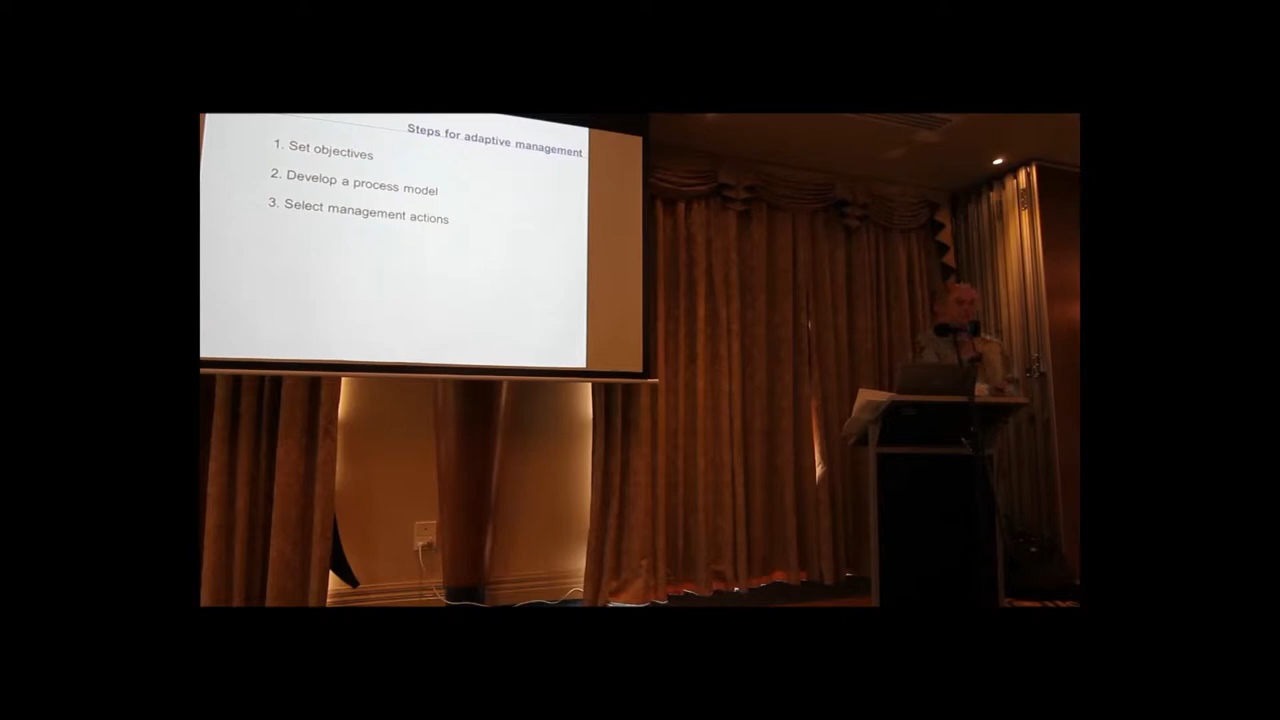 Steps for adaptive management
1. Set objectives
2. Develop a process model
3. Select management actions